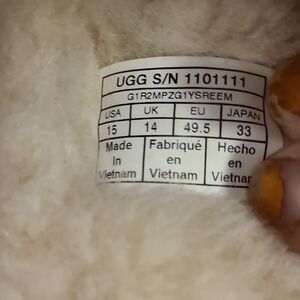 UGG S/N 1101111
G1R2MPZG1YSREEM
USA UK EU JAPAN
15 14 49.5 33
Made Fabriqué Hecho
In en en
Vietnam Vietnam Vietnam